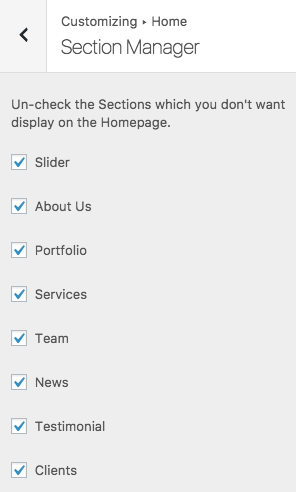 Customizing ▸ Home
Section Manager
Un-check the Sections which you don't want
display on the Homepage.
Slider
About Us
Portfolio
Services
Team
News
Testimonial
Clients